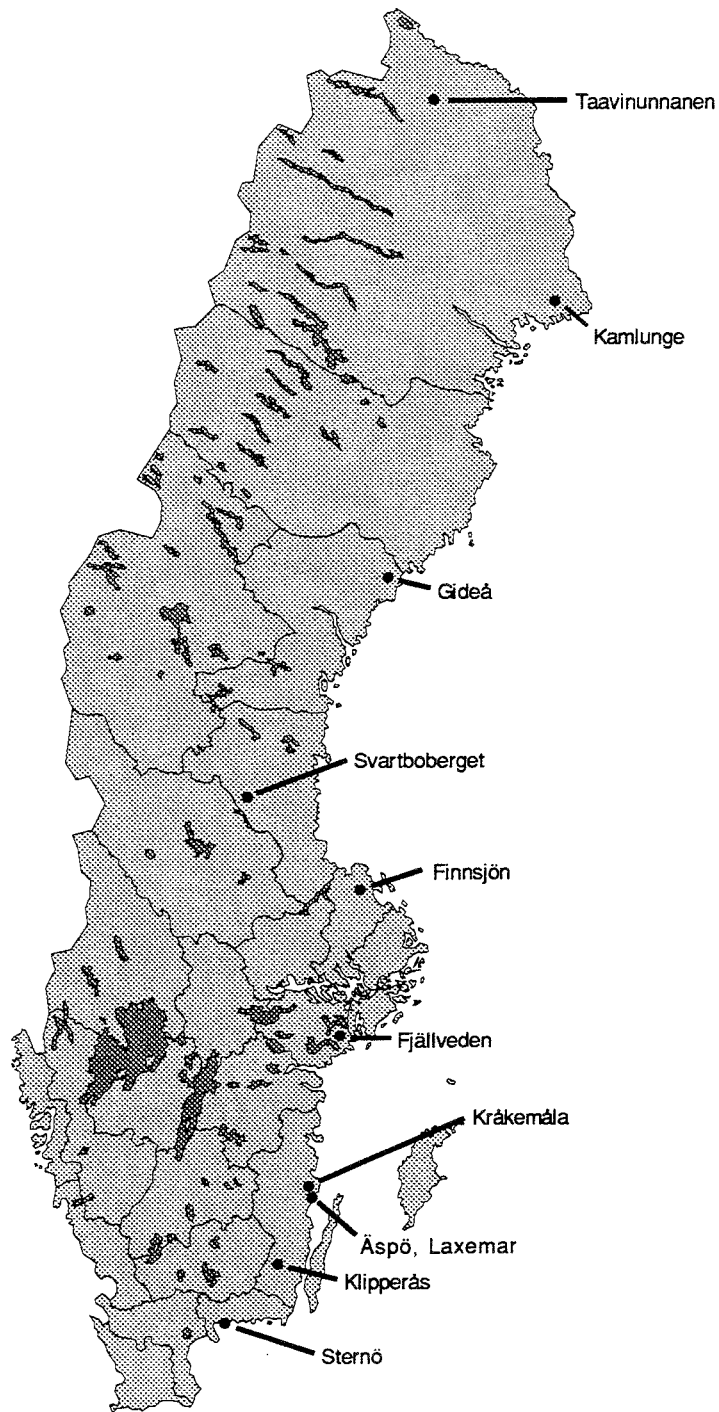 Taavinunnanen
Kamlunge
Gideå
Svartboberget
Finnsjön
Fjällveden
Kråkemåla
Äspö, Laxemar
Klipperås
Sternö